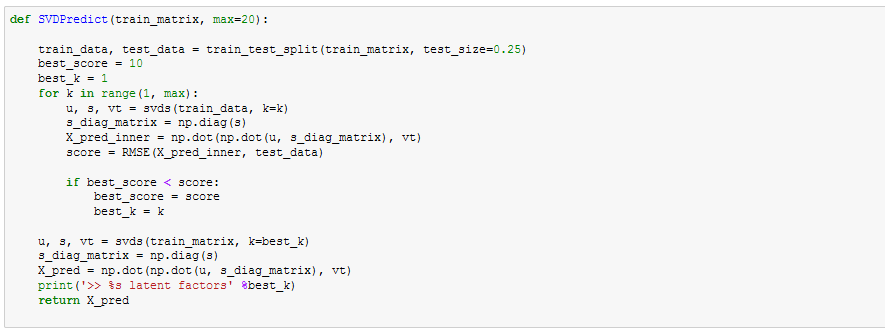 def SVDPredict(train_matrix, max=20):
train_data, test_data = train_test_split(train_matrix, test_size=0.25)
best_score = 10
best_k = 1
for k in range(1, max):
u, s, vt = svds(train_data, k=k)
s_diag_matrix = np.diag(s)
X_pred_inner = np.dot(np.dot(u, s_diag_matrix), vt)
score = RMSE(X_pred_inner, test_data)
if best_score < score:
best_score = score
best_k = k
u, s, vt = svds(train_matrix, k=best_k)
s_diag_matrix = np.diag(s)
X_pred = np.dot(np.dot(u, s_diag_matrix), vt)
print('>> %s latent factors' %best_k)
return X_pred